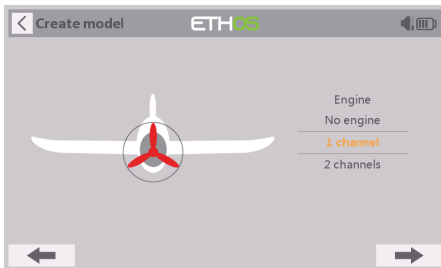 Create model
ETHOS
Engine
No engine
1 channel
2 channels